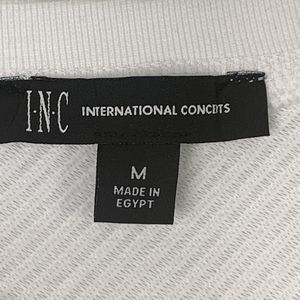 I·N·C INTERNATIONAL CONCEPTS
M
MADE IN
EGYPT